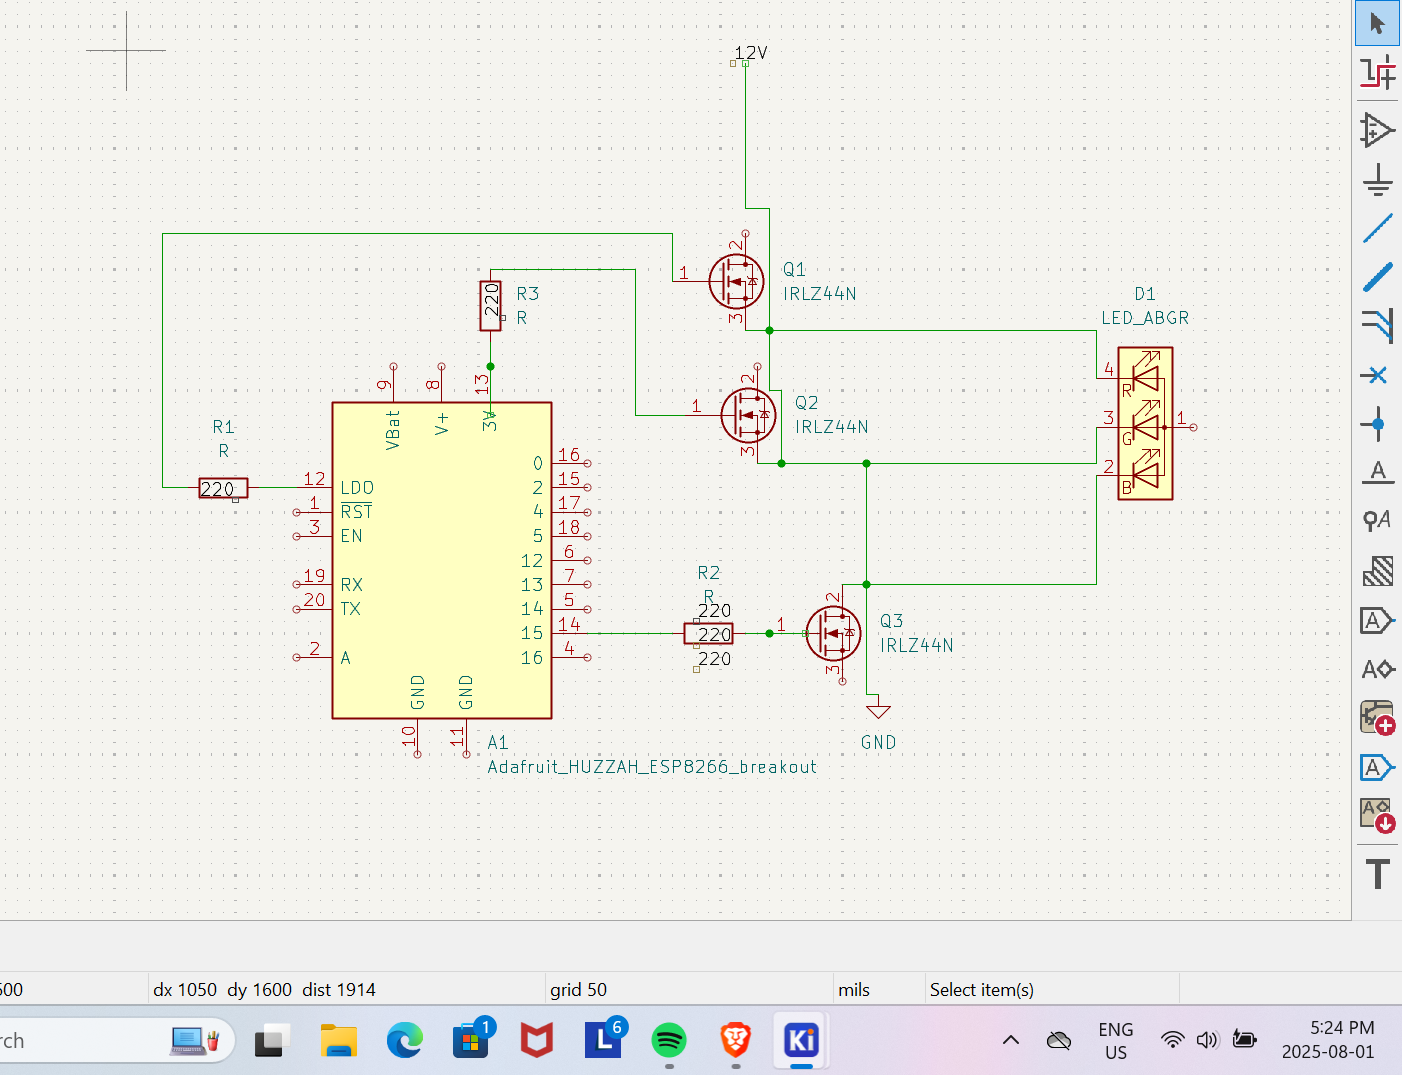 12V
2
Q1
1
IRLZ44N
3
220
R3
R
D1
LED_ABGR
4
R
3
G
1
2
B
2
Q2
1
IRLZ44N
3
9
8
13
VBat
V+
3V
R1
R
220
12
LDO
1
RST
3
EN
19
RX
20
TX
2
A
0
16
2
15
4
17
5
18
12
6
13
7
14
5
15
14
16
4
GND
GND
10
11
A1
Adafruit_HUZZAH_ESP8266_breakout
R2
R
220
220
220
1
2
Q3
IRLZ44N
3
GND
A
A
A
A
A
A
T
500
dx 1050 dy 1600 dist 1914
grid 50
mils
Select item(s)
rch
1
L
6
Ki
ENG
US
5:24 PM
2025-08-01